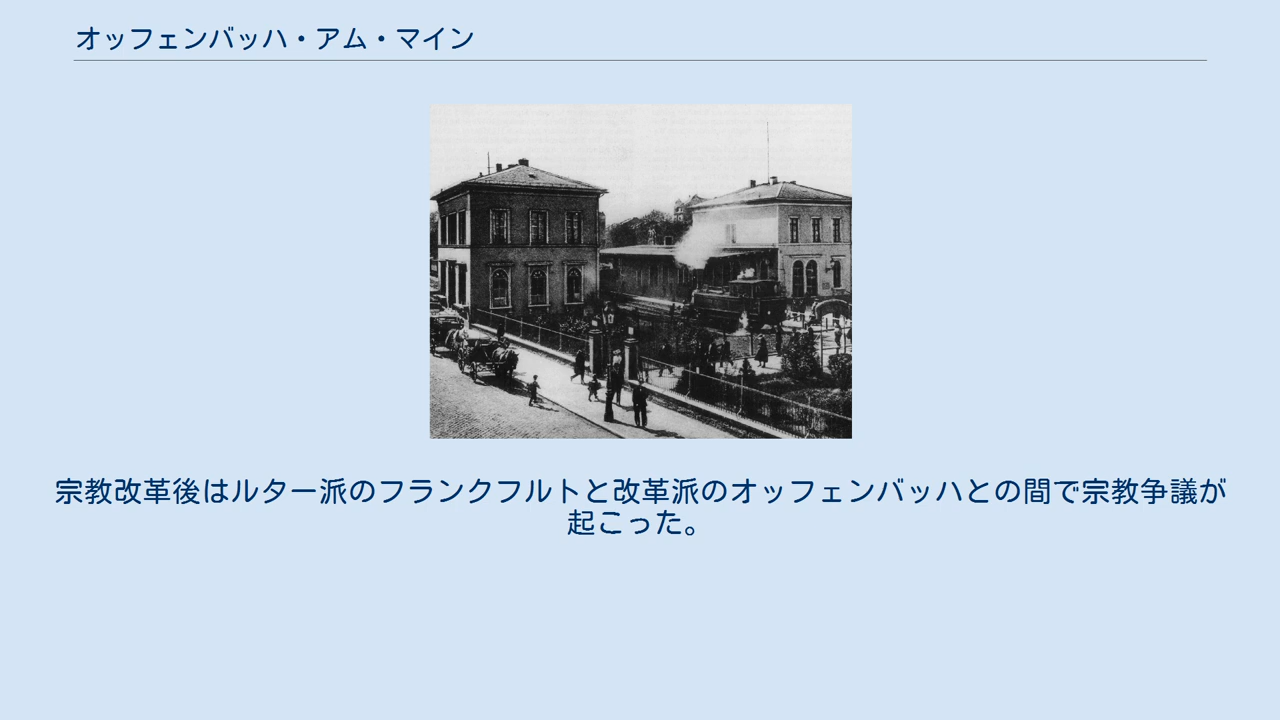 オッフェンバッハ・アム・マイン
宗教改革後はルター派のフランクフルトと改革派のオッフェンバッハとの間で宗教争議が
起こった。